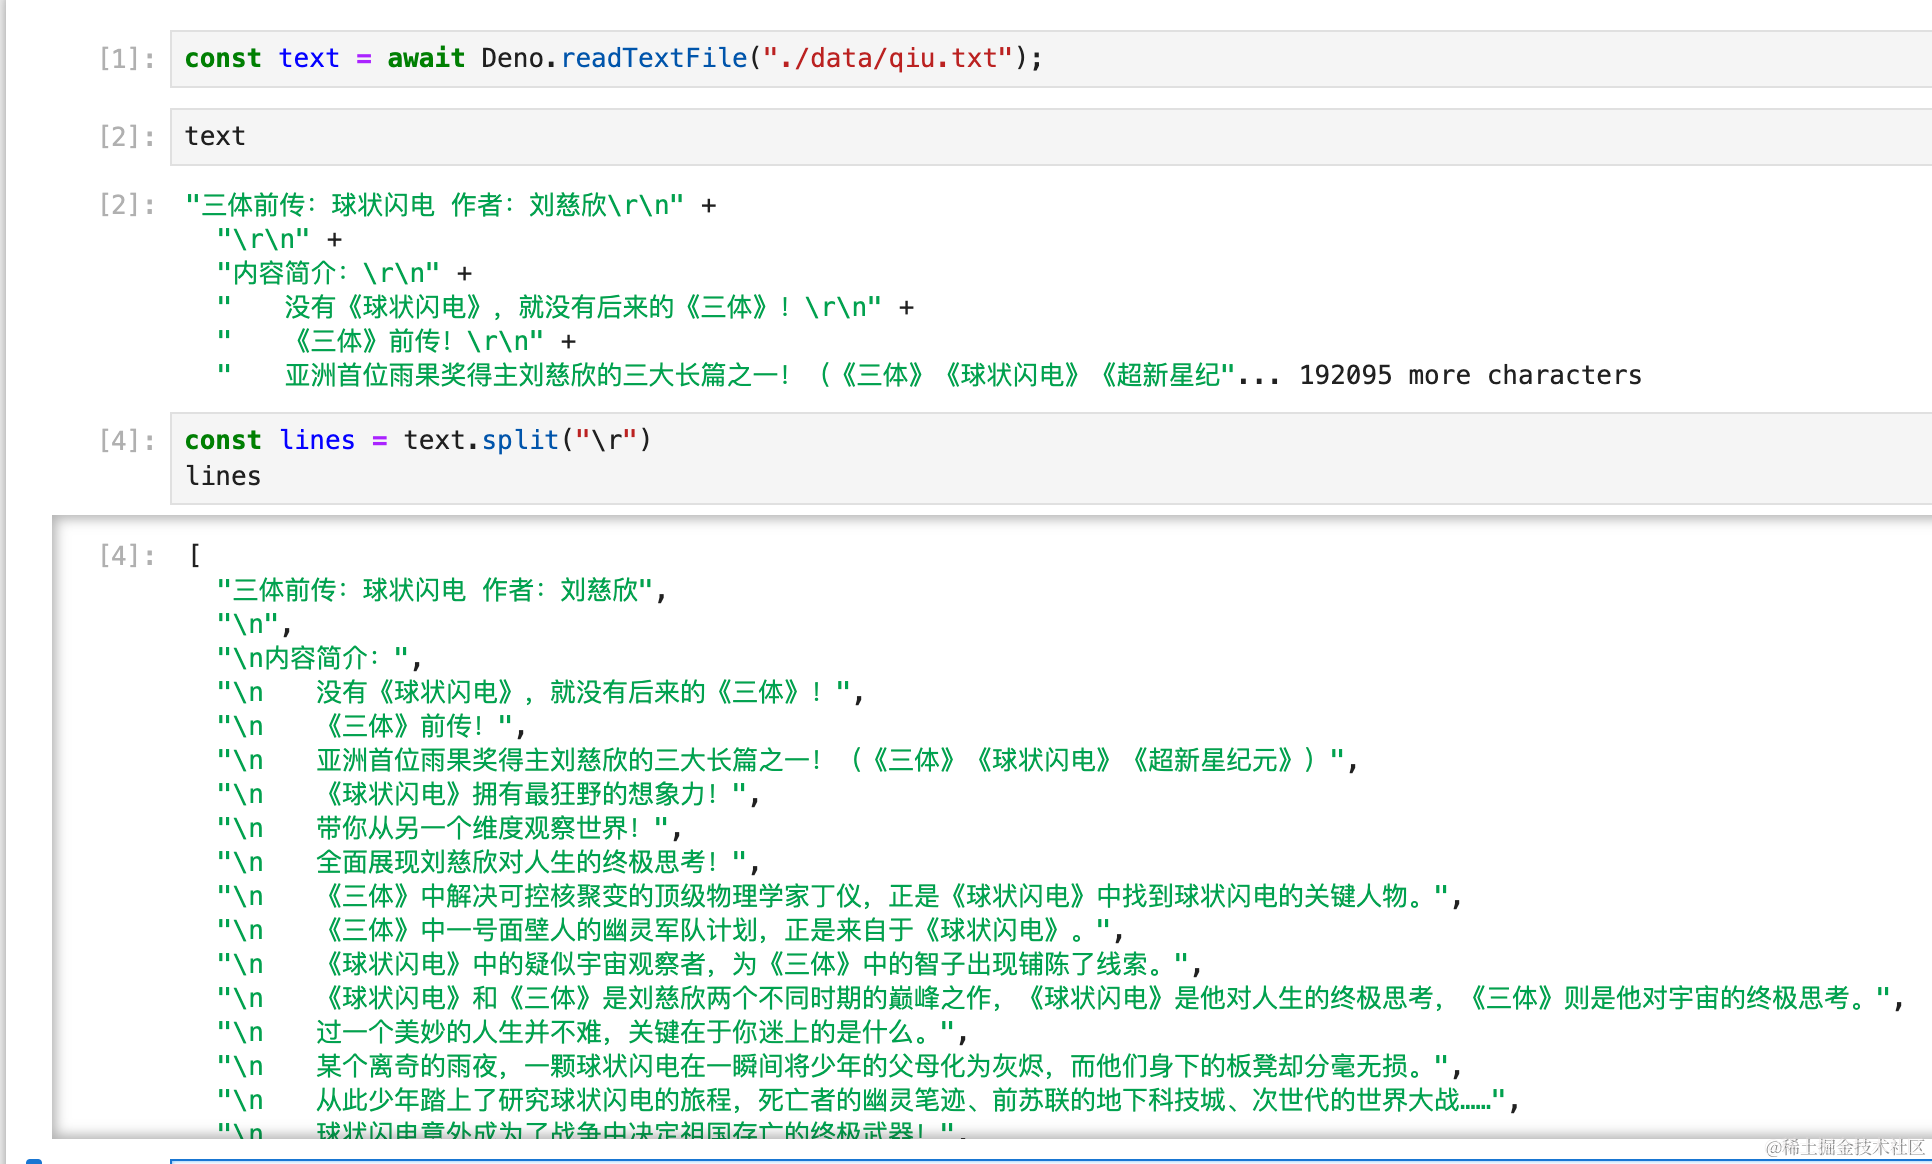 [1]: const text = await Deno.readTextFile("./data/qiu.txt");
[2]: text
[2]: "三体前传：球状闪电 作者：刘慈欣\r\n" +
"\r\n" +
"内容简介：\r\n" +
"    没有《球状闪电》，就没有后来的《三体》！\r\n" +
"    《三体》前传！\r\n" +
"    亚洲首位雨果奖得主刘慈欣的三大长篇之一！（《三体》《球状闪电》《超新星纪"... 192095 more characters
[4]: const lines = text.split("\r")
lines
[4]: [
"三体前传：球状闪电 作者：刘慈欣",
"\n",
"\n内容简介：",
"\n    没有《球状闪电》，就没有后来的《三体》！",
"\n    《三体》前传！",
"\n    亚洲首位雨果奖得主刘慈欣的三大长篇之一！（《三体》《球状闪电》《超新星纪元》）",
"\n    《球状闪电》拥有最狂野的想象力！",
"\n    带你从另一个维度观察世界！",
"\n    全面展现刘慈欣对人生的终极思考！",
"\n    《三体》中解决可控核聚变的顶级物理学家丁仪，正是《球状闪电》中找到球状闪电的关键人物。",
"\n    《三体》中一号面壁人的幽灵军队计划，正是来自于《球状闪电》。",
"\n    《球状闪电》中的疑似宇宙观察者，为《三体》中的智子出现铺陈了线索。",
"\n    《球状闪电》和《三体》是刘慈欣两个不同时期的巅峰之作，《球状闪电》是他对人生的终极思考，《三体》则是他对宇宙的终极思考。",
"\n    过一个美妙的人生并不难，关键在于你迷上的是什么。",
"\n    某个离奇的雨夜，一颗球状闪电在一瞬间将少年的父母化为灰烬，而他们身下的板凳却分毫无损。",
"\n    从此少年踏上了研究球状闪电的旅程，死亡者的幽灵笔迹、前苏联的地下科技城、次世代的世界大战……",
"\n    球状闪电意外成为了战争中决定祖国存亡的终极武器！",
@稀土掘金技术社区